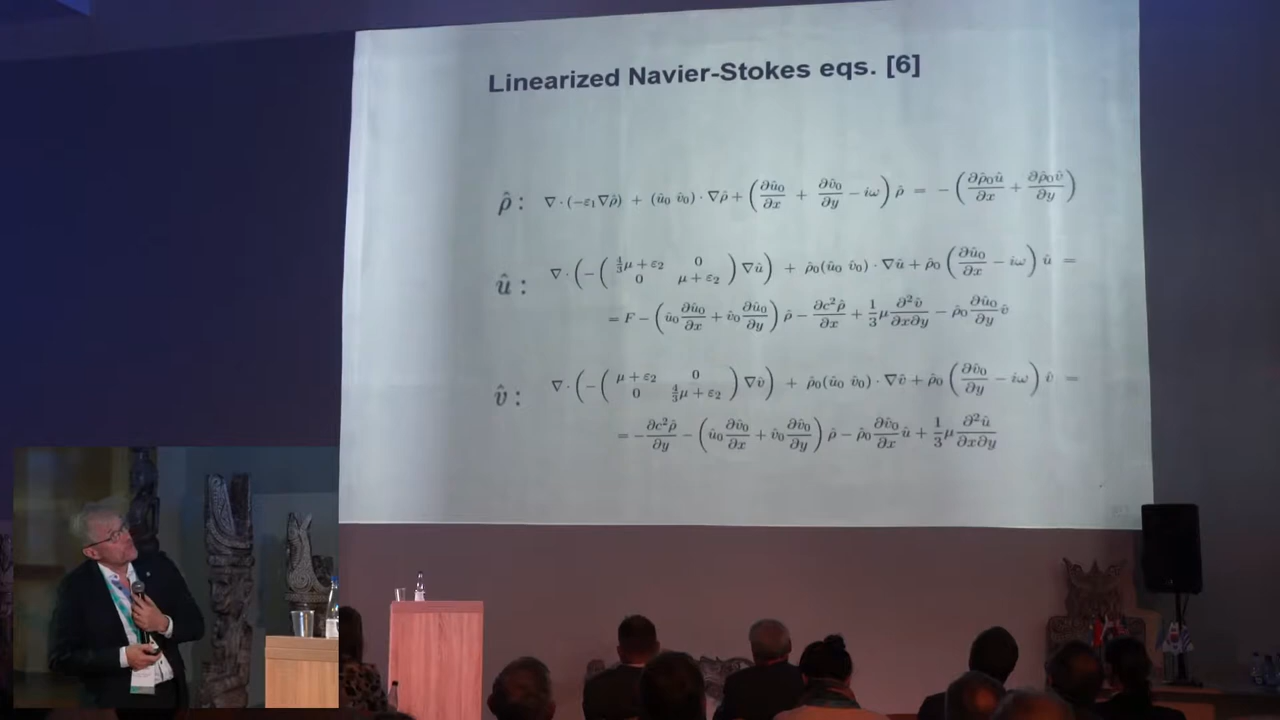 Linearized Navier-Stokes eqs. [6]
ρ̂ : ∇ · (−ε₁∇ρ̂) + (û₀ v̂₀) · ∇ρ̂ + (∂û₀/∂x + ∂v̂₀/∂y − iω) ρ̂ = − (∂ρ̂₀û/∂x + ∂ρ̂₀v̂/∂y)
û : ∇ · (−( 4/3 μ + ε₂ 0 ; 0 μ + ε₂ ) ∇û) + ρ̂₀(û₀ v̂₀) · ∇û + ρ̂₀ (∂û₀/∂x − iω) û =
= F − (û₀ ∂û₀/∂x + v̂₀ ∂û₀/∂y) ρ̂ − ∂c²ρ̂/∂x + 1/3 μ ∂²v̂/∂x∂y − ρ̂₀ ∂û₀/∂y v̂
v̂ : ∇ · (−( μ + ε₂ 0 ; 0 4/3 μ + ε₂ ) ∇v̂) + ρ̂₀(û₀ v̂₀) · ∇v̂ + ρ̂₀ (∂v̂₀/∂y − iω) v̂ =
= − ∂c²ρ̂/∂y − (û₀ ∂v̂₀/∂x + v̂₀ ∂v̂₀/∂y) ρ̂ − ρ̂₀ ∂v̂₀/∂x û + 1/3 μ ∂²û/∂x∂y